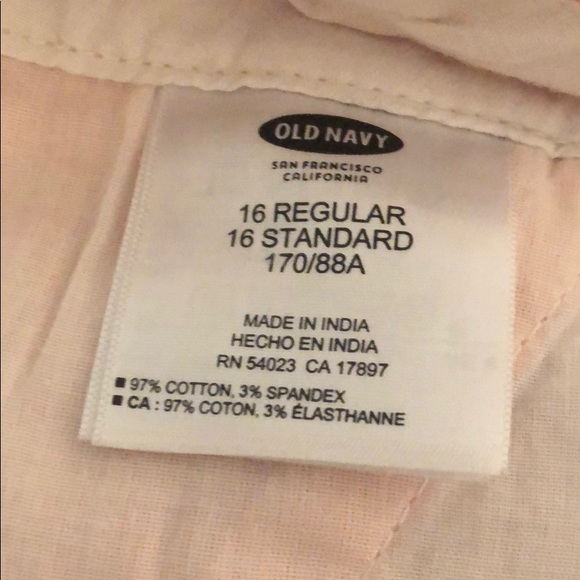 OLD NAVY
SAN FRANCISCO
CALIFORNIA
16 REGULAR
16 STANDARD
170/88A
MADE IN INDIA
HECHO EN INDIA
RN 54023 CA 17897
■ 97% COTTON, 3% SPANDEX
■ CA : 97% COTON, 3% ÉLASTHANNE